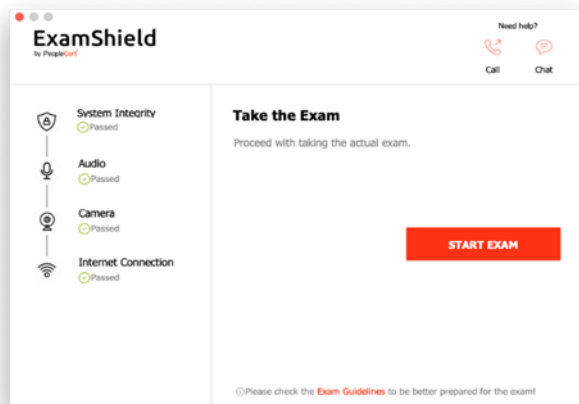 ExamShield
by PeopleCert
Need help?
Call
Chat
System Integrity
Passed
Audio
Passed
Camera
Passed
Internet Connection
Passed
Take the Exam
Proceed with taking the actual exam.
START EXAM
Please check the Exam Guidelines to be better prepared for the exam!